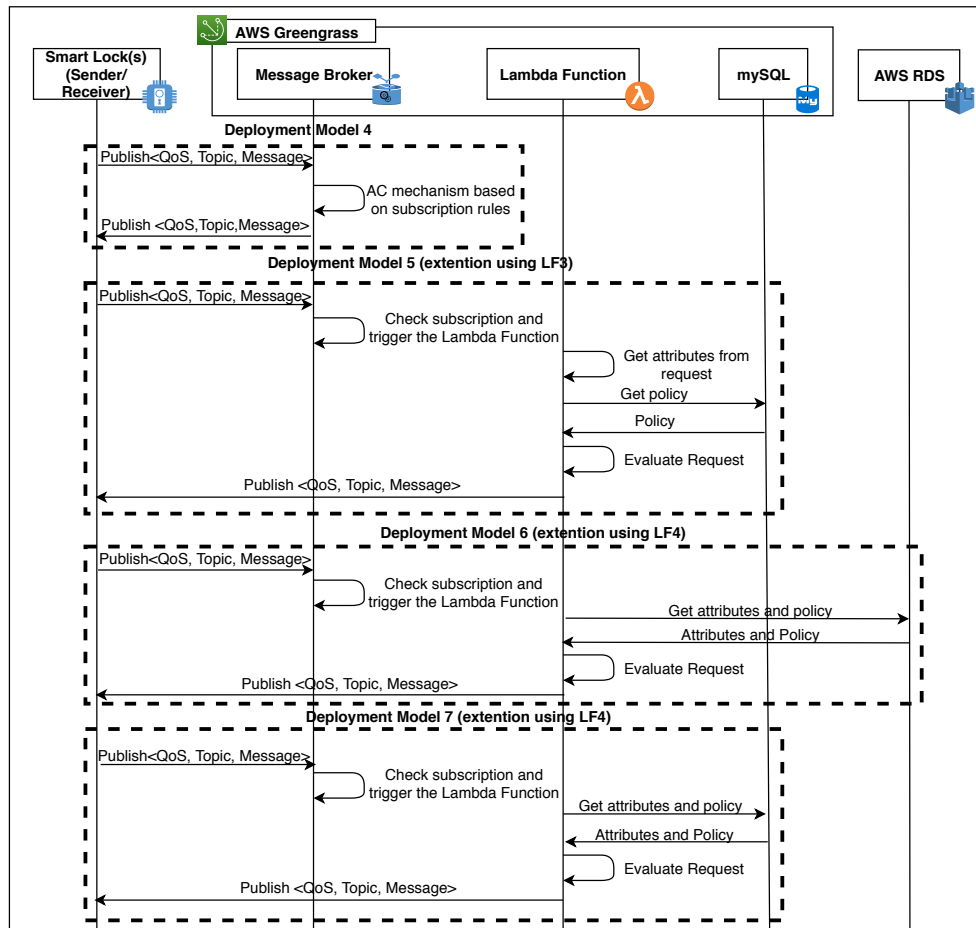 AWS Greengrass
Smart Lock(s)
(Sender/
Receiver)
Message Broker
Lambda Function
mySQL
My
AWS RDS
Deployment Model 4
Publish<QoS, Topic, Message>
AC mechanism based
on subscription rules
Publish <QoS,Topic,Message>
Deployment Model 5 (extention using LF3)
Publish<QoS, Topic, Message>
Check subscription and
trigger the Lambda Function
Get attributes from
request
Get policy
Policy
Evaluate Request
Publish <QoS, Topic, Message>
Deployment Model 6 (extention using LF4)
Publish<QoS, Topic, Message>
Check subscription and
trigger the Lambda Function
Get attributes and policy
Attributes and Policy
Evaluate Request
Publish <QoS, Topic, Message>
Deployment Model 7 (extention using LF4)
Publish<QoS, Topic, Message>
Check subscription and
trigger the Lambda Function
Get attributes and policy
Attributes and Policy
Evaluate Request
Publish <QoS, Topic, Message>